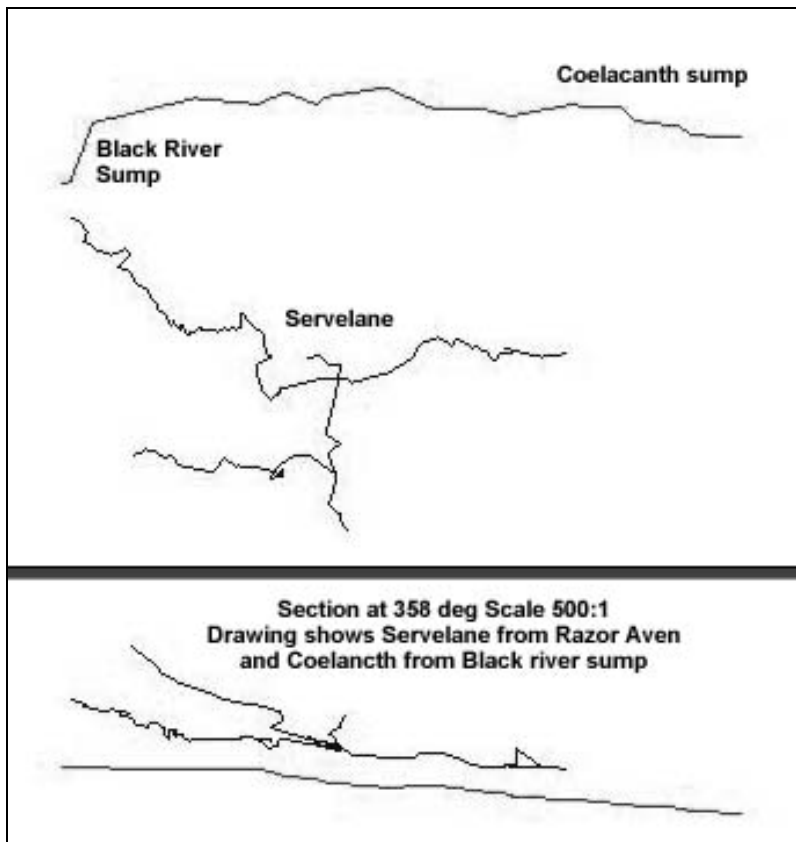 Coelacanth sump
Black River
Sump
Servelane
Section at 358 deg Scale 500:1
Drawing shows Servelane from Razor Aven
and Coelancth from Black river sump